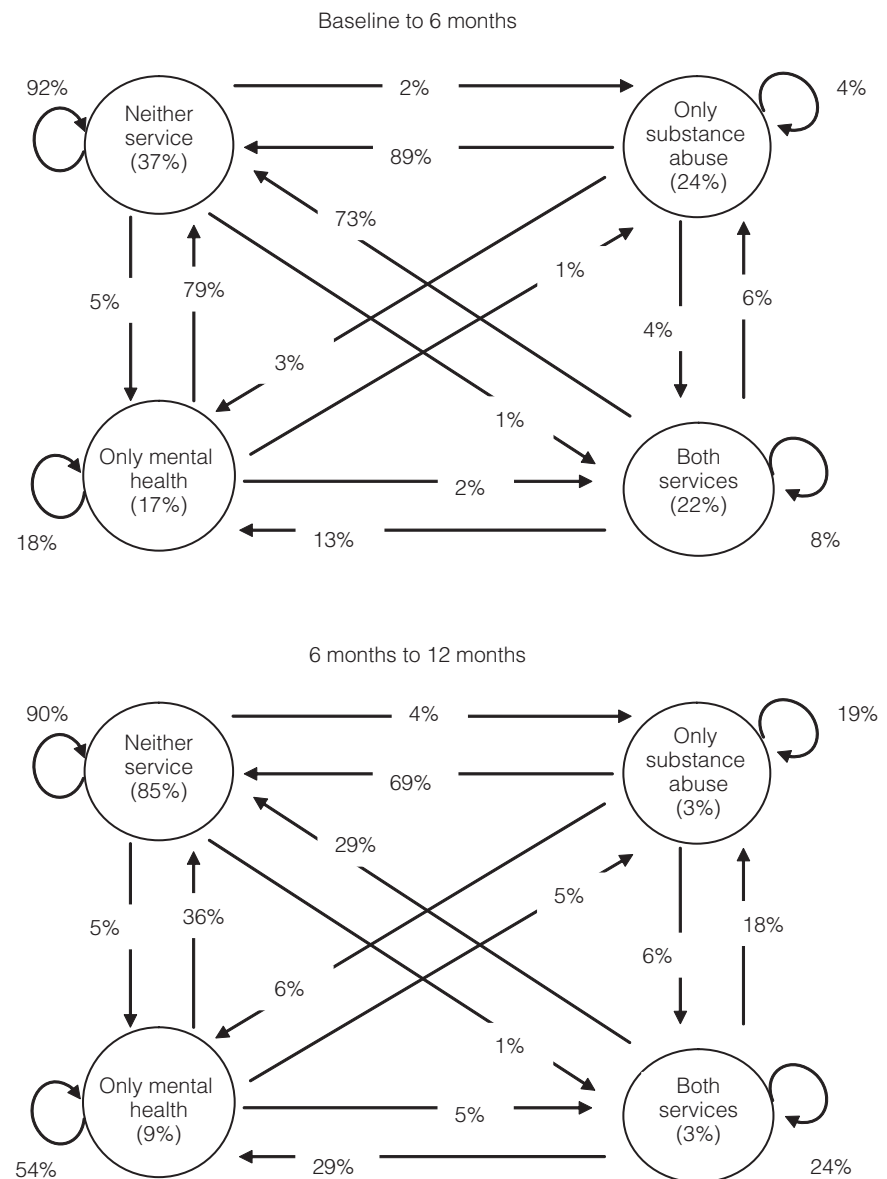 Baseline to 6 months
92%
Neither
service
(37%)
2%
Only
substance
abuse
(24%)
4%
89%
73%
1%
5%
79%
4%
6%
3%
1%
Only mental
health
(17%)
2%
Both
services
(22%)
18%
13%
8%
6 months to 12 months
90%
Neither
service
(85%)
4%
Only
substance
abuse
(3%)
19%
69%
29%
5%
5%
36%
6%
18%
6%
1%
Only mental
health
(9%)
5%
Both
services
(3%)
54%
29%
24%